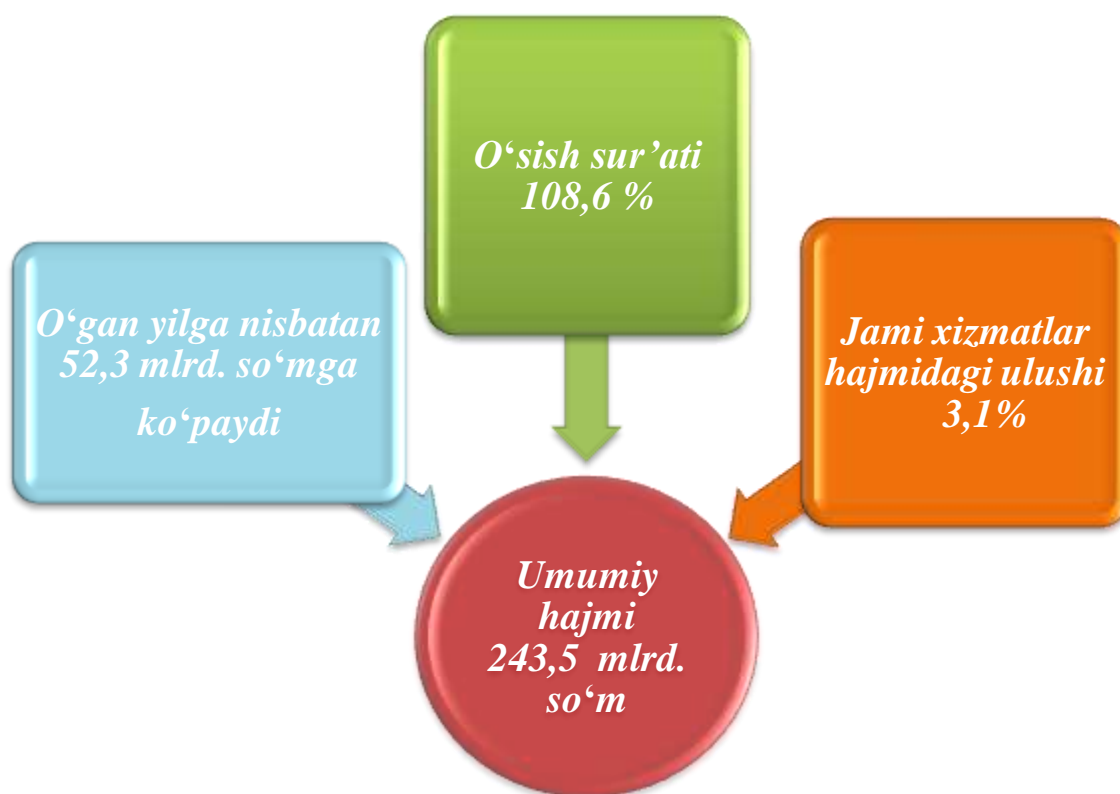 O‘sish sur’ati
108,6 %
O‘gan yilga nisbatan
52,3 mlrd. so‘mga
ko‘paydi
Jami xizmatlar
hajmidagi ulushi
3,1%
Umumiy
hajmi
243,5 mlrd.
so‘m